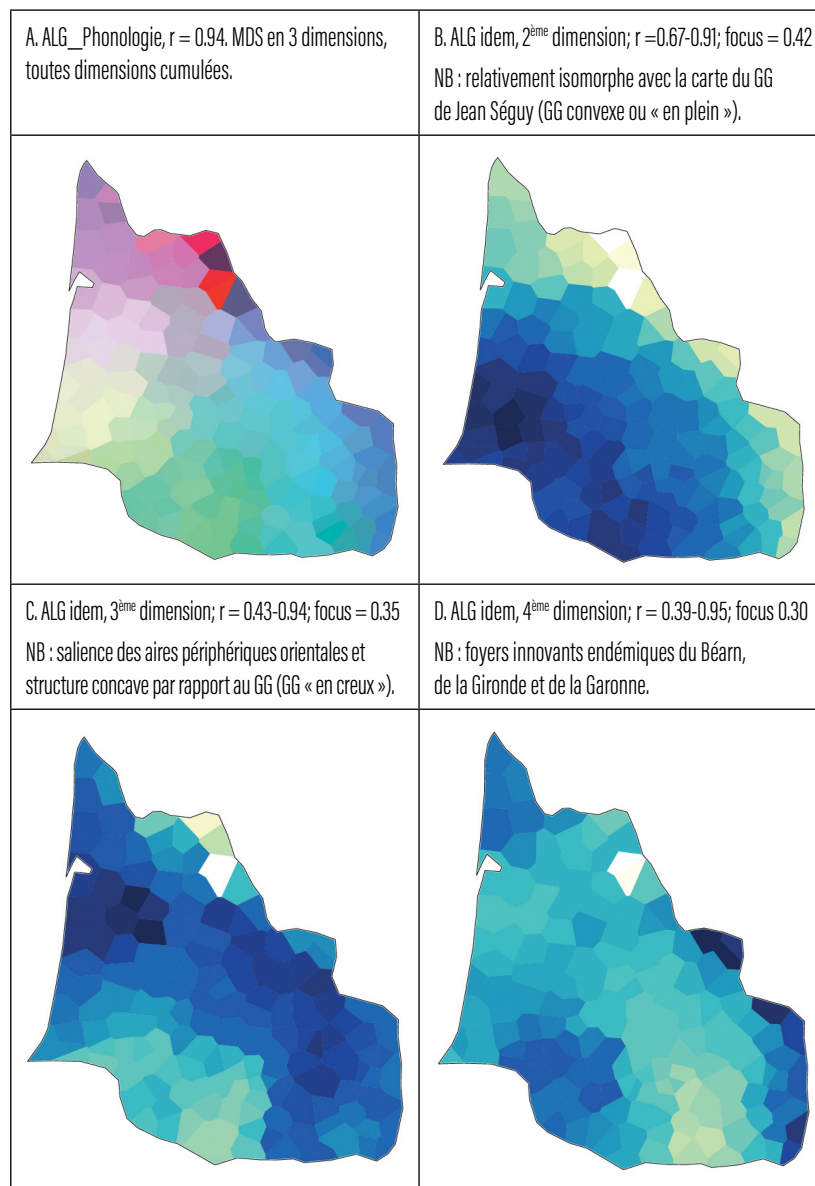 A. ALG_Phonologie, r = 0.94. MDS en 3 dimensions,
toutes dimensions cumulées.
B. ALG idem, 2ème dimension; r =0.67-0.91; focus = 0.42
NB : relativement isomorphe avec la carte du GG
de Jean Séguy (GG convexe ou « en plein »).
C. ALG idem, 3ème dimension; r = 0.43-0.94; focus = 0.35
NB : salience des aires périphériques orientales et
structure concave par rapport au GG (GG « en creux »).
D. ALG idem, 4ème dimension; r = 0.39-0.95; focus 0.30
NB : foyers innovants endémiques du Béarn,
de la Gironde et de la Garonne.